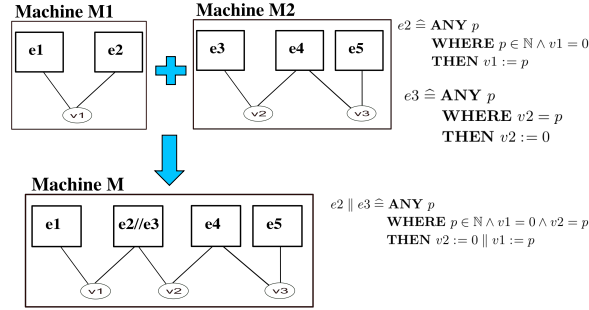 Machine M1
Machine M2
e1
e2
e3
e4
e5
v1
v2
v3
e2 ≙ ANY p
WHERE p ∈ ℕ ∧ v1 = 0
THEN v1 := p
e3 ≙ ANY p
WHERE v2 = p
THEN v2 := 0
Machine M
e1
e2//e3
e4
e5
v1
v2
v3
e2 ∥ e3 ≙ ANY p
WHERE p ∈ ℕ ∧ v1 = 0 ∧ v2 = p
THEN v2 := 0 ∥ v1 := p